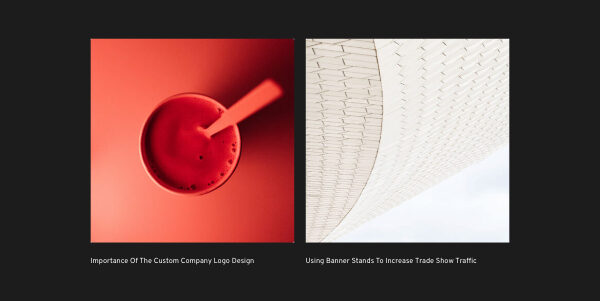 Importance Of The Custom Company Logo Design
Using Banner Stands To Increase Trade Show Traffic